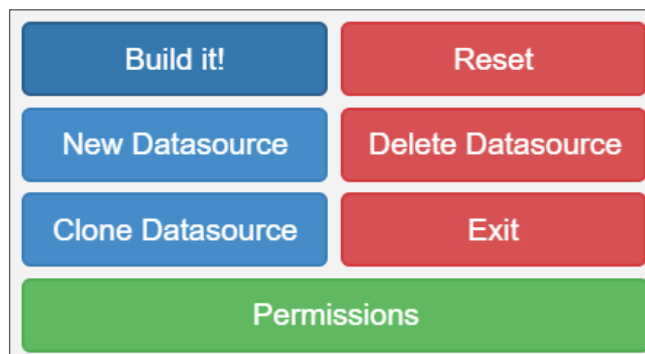 Build it!
Reset
New Datasource
Delete Datasource
Clone Datasource
Exit
Permissions